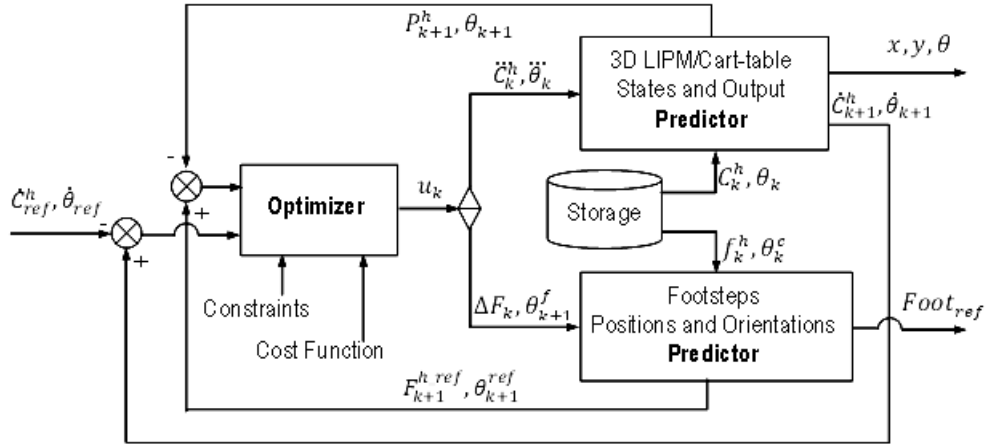 P^h_{k+1}, θ_{k+1}
3D LIPM/Cart-table
States and Output
Predictor
x, y, θ
C⃛^h_k, θ⃛_k
Ċ^h_{k+1}, θ̇_{k+1}
-
+
Optimizer
u_k
C^h_k, θ_k
Storage
Ċ^h_{ref}, θ̇_{ref}
-
+
f^h_k, θ^c_k
Constraints
Cost Function
ΔF_k, θ^f_{k+1}
Footsteps
Positions and Orientations
Predictor
Foot_{ref}
F^{h ref}_{k+1}, θ^{ref}_{k+1}